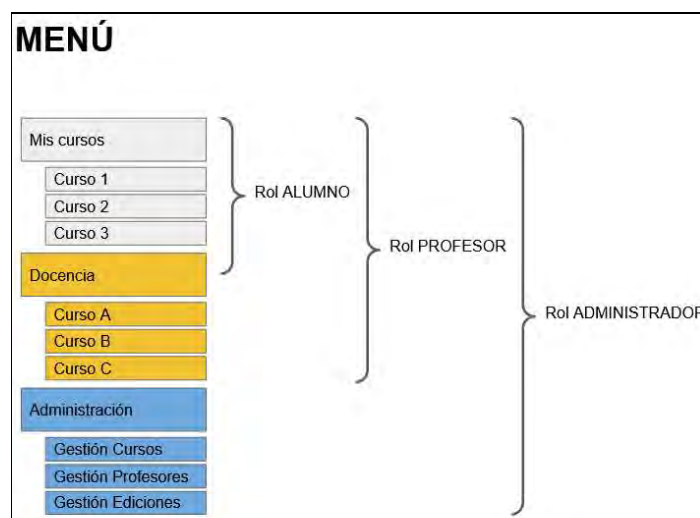 MENÚ
Mis cursos
Curso 1
Curso 2
Curso 3
Rol ALUMNO
Rol PROFESOR
Docencia
Curso A
Curso B
Curso C
Rol ADMINISTRADOR
Administración
Gestión Cursos
Gestión Profesores
Gestión Ediciones